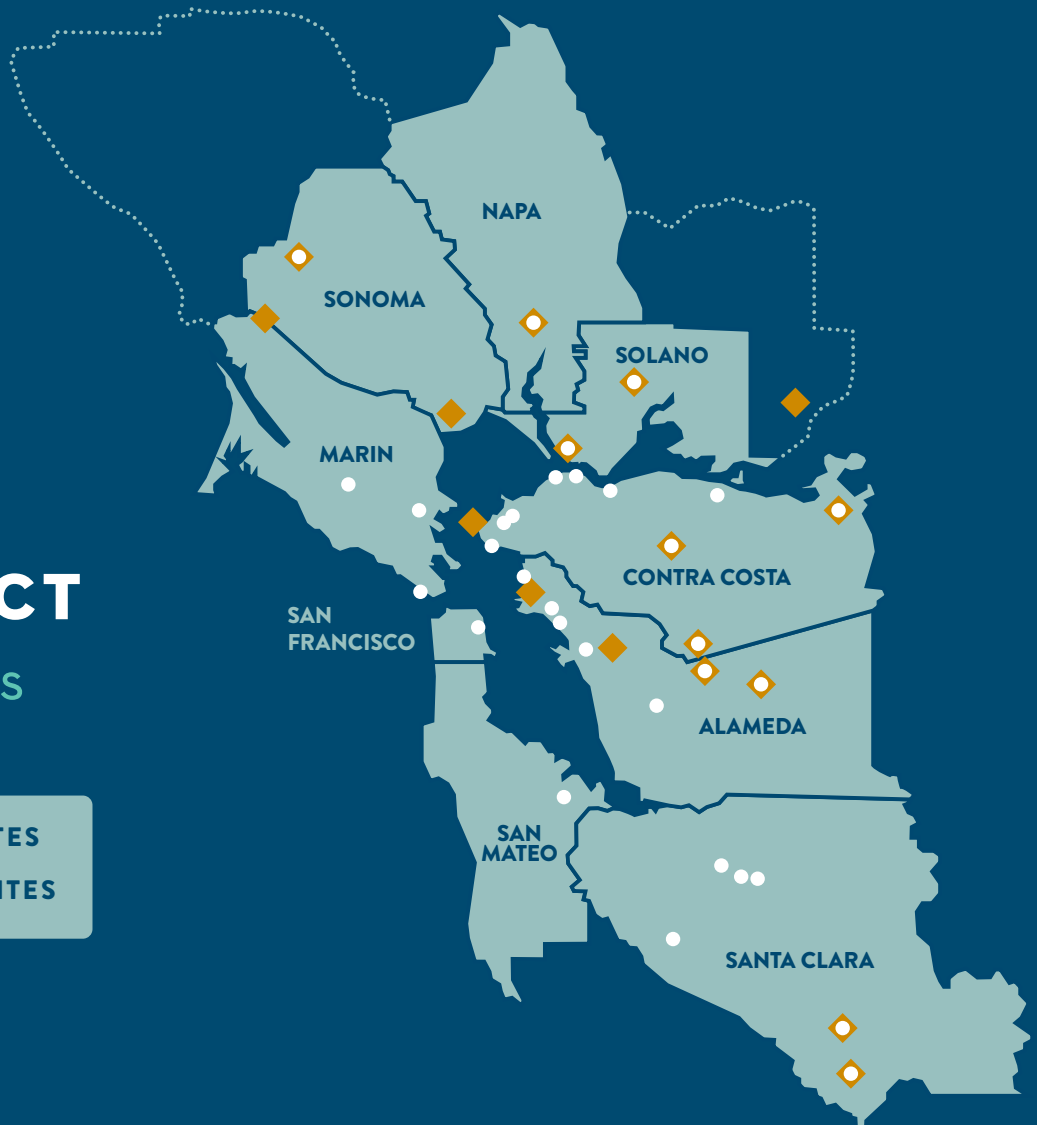 NAPA
SONOMA
SOLANO
MARIN
CONTRA COSTA
CT
SAN
FRANCISCO
S
ALAMEDA
TES
SAN
MATEO
ITES
SANTA CLARA